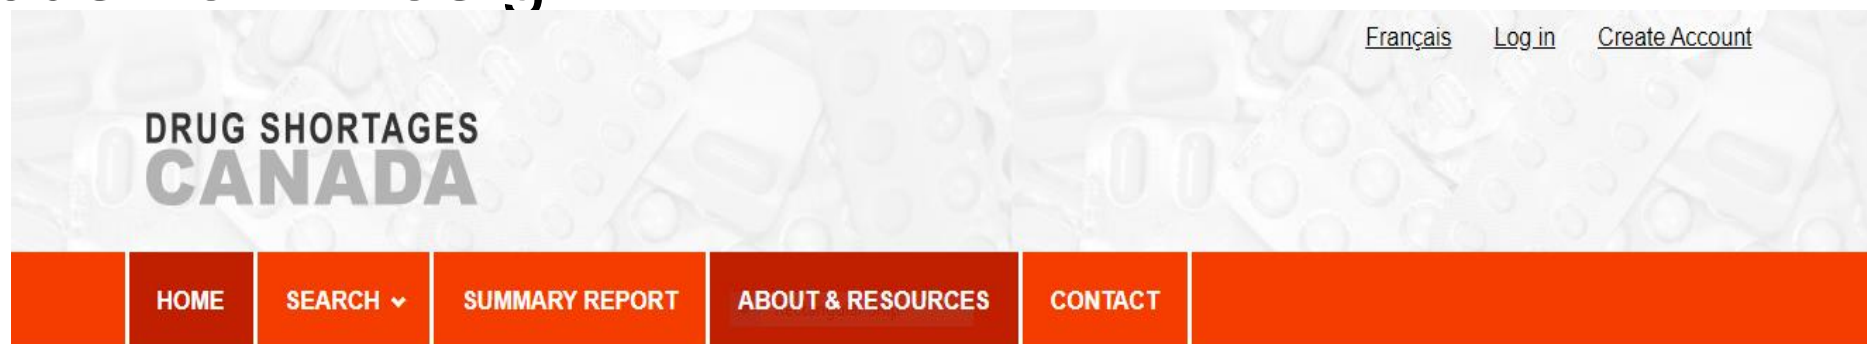 Français Log in Create Account
DRUG SHORTAGES
CANADA
HOME SEARCH SUMMARY REPORT ABOUT & RESOURCES CONTACT